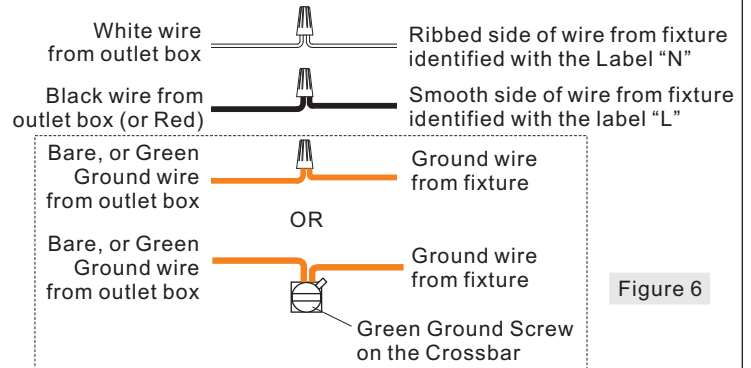 White wire
from outlet box
Ribbed side of wire from fixture
identified with the Label “N”
Black wire from
outlet box (or Red)
Smooth side of wire from fixture
identified with the label “L”
Bare, or Green
Ground wire
from outlet box
Ground wire
from fixture
OR
Bare, or Green
Ground wire
from outlet box
Ground wire
from fixture
Green Ground Screw
on the Crossbar
Figure 6